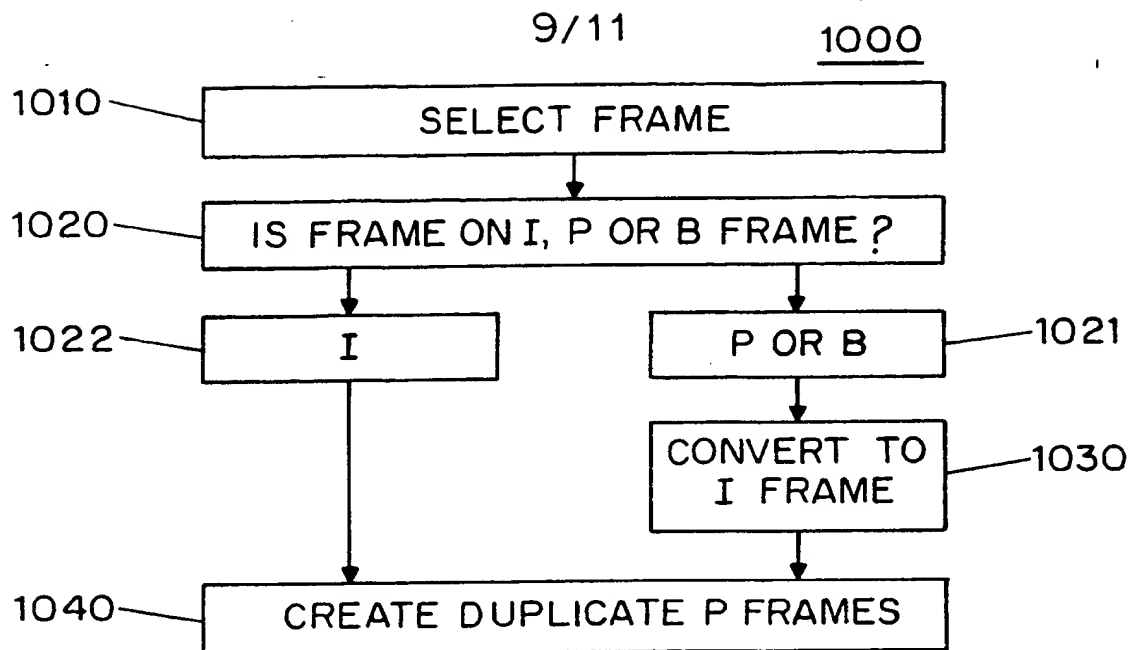 9/11
1000
1010
SELECT FRAME
1020
IS FRAME ON I, P OR B FRAME?
1022
I
P OR B
1021
CONVERT TO
I FRAME
1030
1040
CREATE DUPLICATE P FRAMES